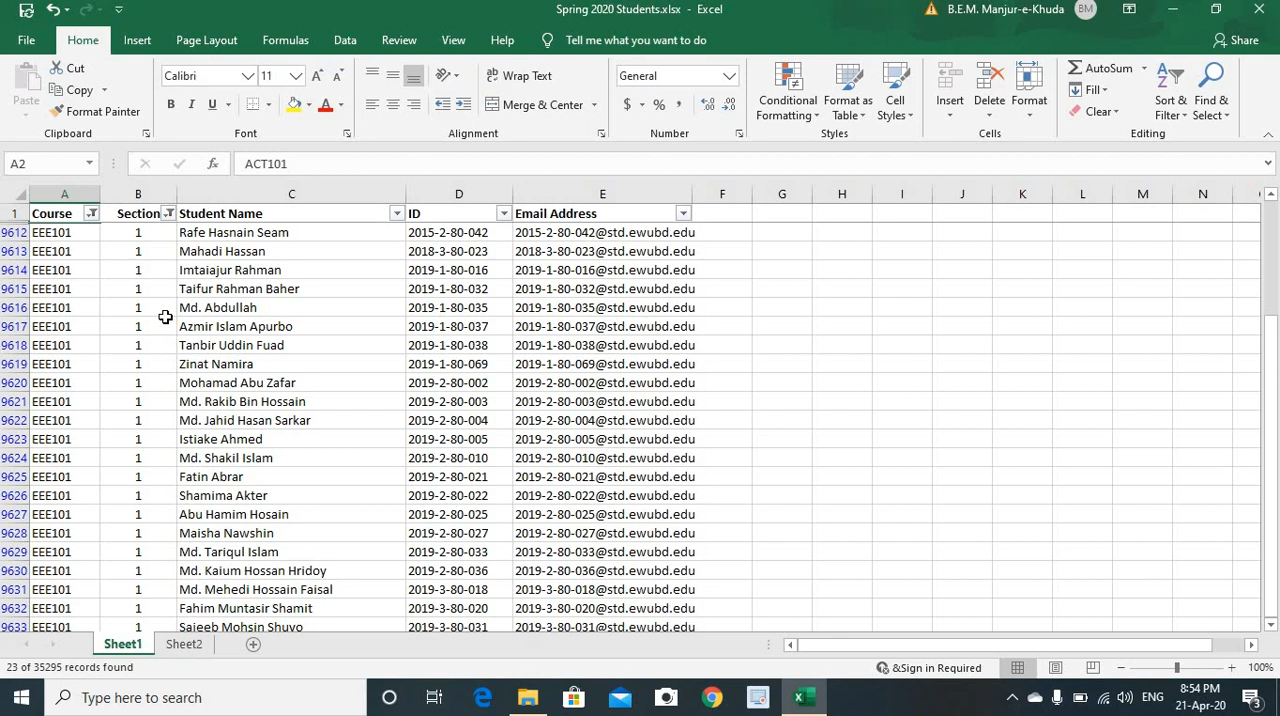 Spring 2020 Students.xlsx - Excel
B.E.M. Manjur-e-Khuda
BM
File Home Insert Page Layout Formulas Data Review View Help Tell me what you want to do Share
Paste
Cut
Copy
Format Painter
Clipboard
Calibri 11
B I U
Font
Wrap Text
Merge & Center
Alignment
General
$ % ,
Number
Conditional Formatting
Format as Table
Cell Styles
Styles
Insert
Delete
Format
Cells
AutoSum
Fill
Clear
Sort & Filter
Find & Select
Editing
A2 fx ACT101
A B C D E F G H I J K L M N
1 Course Section Student Name ID Email Address
9612 EEE101 1 Rafe Hasnain Seam 2015-2-80-042 2015-2-80-042@std.ewubd.edu
9613 EEE101 1 Mahadi Hassan 2018-3-80-023 2018-3-80-023@std.ewubd.edu
9614 EEE101 1 Imtaiajur Rahman 2019-1-80-016 2019-1-80-016@std.ewubd.edu
9615 EEE101 1 Taifur Rahman Baher 2019-1-80-032 2019-1-80-032@std.ewubd.edu
9616 EEE101 1 Md. Abdullah 2019-1-80-035 2019-1-80-035@std.ewubd.edu
9617 EEE101 1 Azmir Islam Apurbo 2019-1-80-037 2019-1-80-037@std.ewubd.edu
9618 EEE101 1 Tanbir Uddin Fuad 2019-1-80-038 2019-1-80-038@std.ewubd.edu
9619 EEE101 1 Zinat Namira 2019-1-80-069 2019-1-80-069@std.ewubd.edu
9620 EEE101 1 Mohamad Abu Zafar 2019-2-80-002 2019-2-80-002@std.ewubd.edu
9621 EEE101 1 Md. Rakib Bin Hossain 2019-2-80-003 2019-2-80-003@std.ewubd.edu
9622 EEE101 1 Md. Jahid Hasan Sarkar 2019-2-80-004 2019-2-80-004@std.ewubd.edu
9623 EEE101 1 Istiake Ahmed 2019-2-80-005 2019-2-80-005@std.ewubd.edu
9624 EEE101 1 Md. Shakil Islam 2019-2-80-010 2019-2-80-010@std.ewubd.edu
9625 EEE101 1 Fatin Abrar 2019-2-80-021 2019-2-80-021@std.ewubd.edu
9626 EEE101 1 Shamima Akter 2019-2-80-022 2019-2-80-022@std.ewubd.edu
9627 EEE101 1 Abu Hamim Hosain 2019-2-80-025 2019-2-80-025@std.ewubd.edu
9628 EEE101 1 Maisha Nawshin 2019-2-80-027 2019-2-80-027@std.ewubd.edu
9629 EEE101 1 Md. Tariqul Islam 2019-2-80-033 2019-2-80-033@std.ewubd.edu
9630 EEE101 1 Md. Kaium Hossan Hridoy 2019-2-80-036 2019-2-80-036@std.ewubd.edu
9631 EEE101 1 Md. Mehedi Hossain Faisal 2019-3-80-018 2019-3-80-018@std.ewubd.edu
9632 EEE101 1 Fahim Muntasir Shamit 2019-3-80-020 2019-3-80-020@std.ewubd.edu
9633 EEE101 1 Sajeeb Mohsin Shuvo 2019-3-80-031 2019-3-80-031@std.ewubd.edu
Sheet1 Sheet2
23 of 35295 records found &Sign in Required 100%
Type here to search
ENG
8:54 PM
21-Apr-20
3